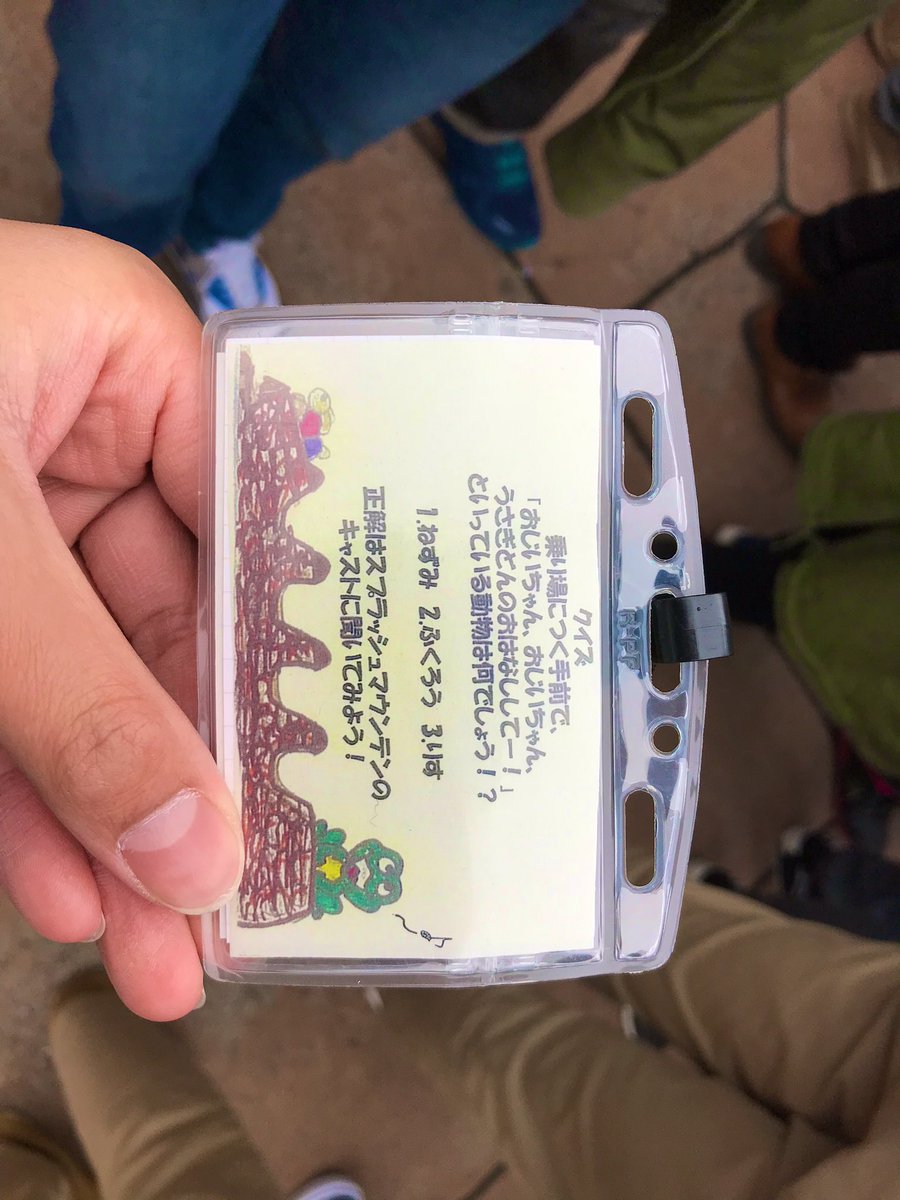 クイズ
乗り場につく手前で、
「おじいちゃん、おじいちゃん、
うさぎどんのおはなししてー！」
といっている動物は何でしょう！？
1.ねずみ 2.ふくろう 3.りす
正解はスプラッシュマウンテンの
キャストに聞いてみよう！